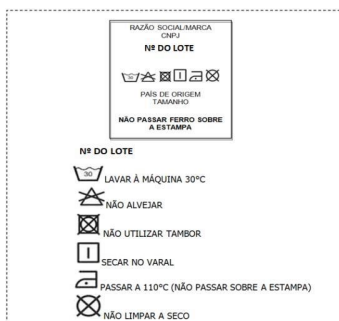 RAZÃO SOCIAL/MARCA
CNPJ
Nº DO LOTE
PAÍS DE ORIGEM
TAMANHO
NÃO PASSAR FERRO SOBRE
A ESTAMPA
Nº DO LOTE
30 LAVAR À MÁQUINA 30°C
NÃO ALVEJAR
NÃO UTILIZAR TAMBOR
SECAR NO VARAL
PASSAR A 110°C (NÃO PASSAR SOBRE A ESTAMPA)
NÃO LIMPAR A SECO